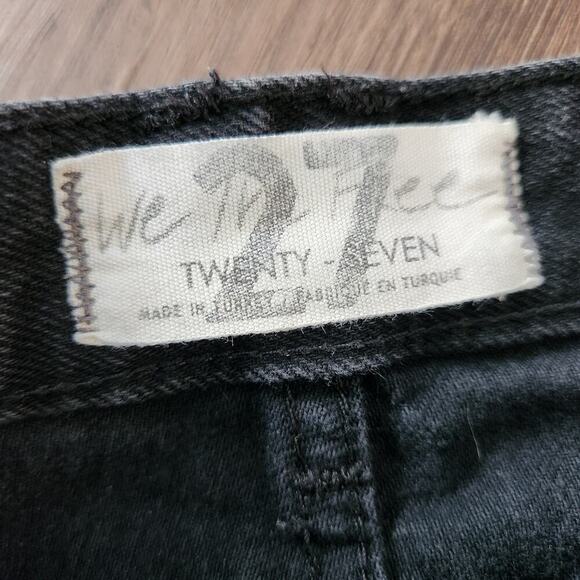 We The Free
27
TWENTY - SEVEN
MADE IN TURKEY / FABRIQUÉ EN TURQUIE